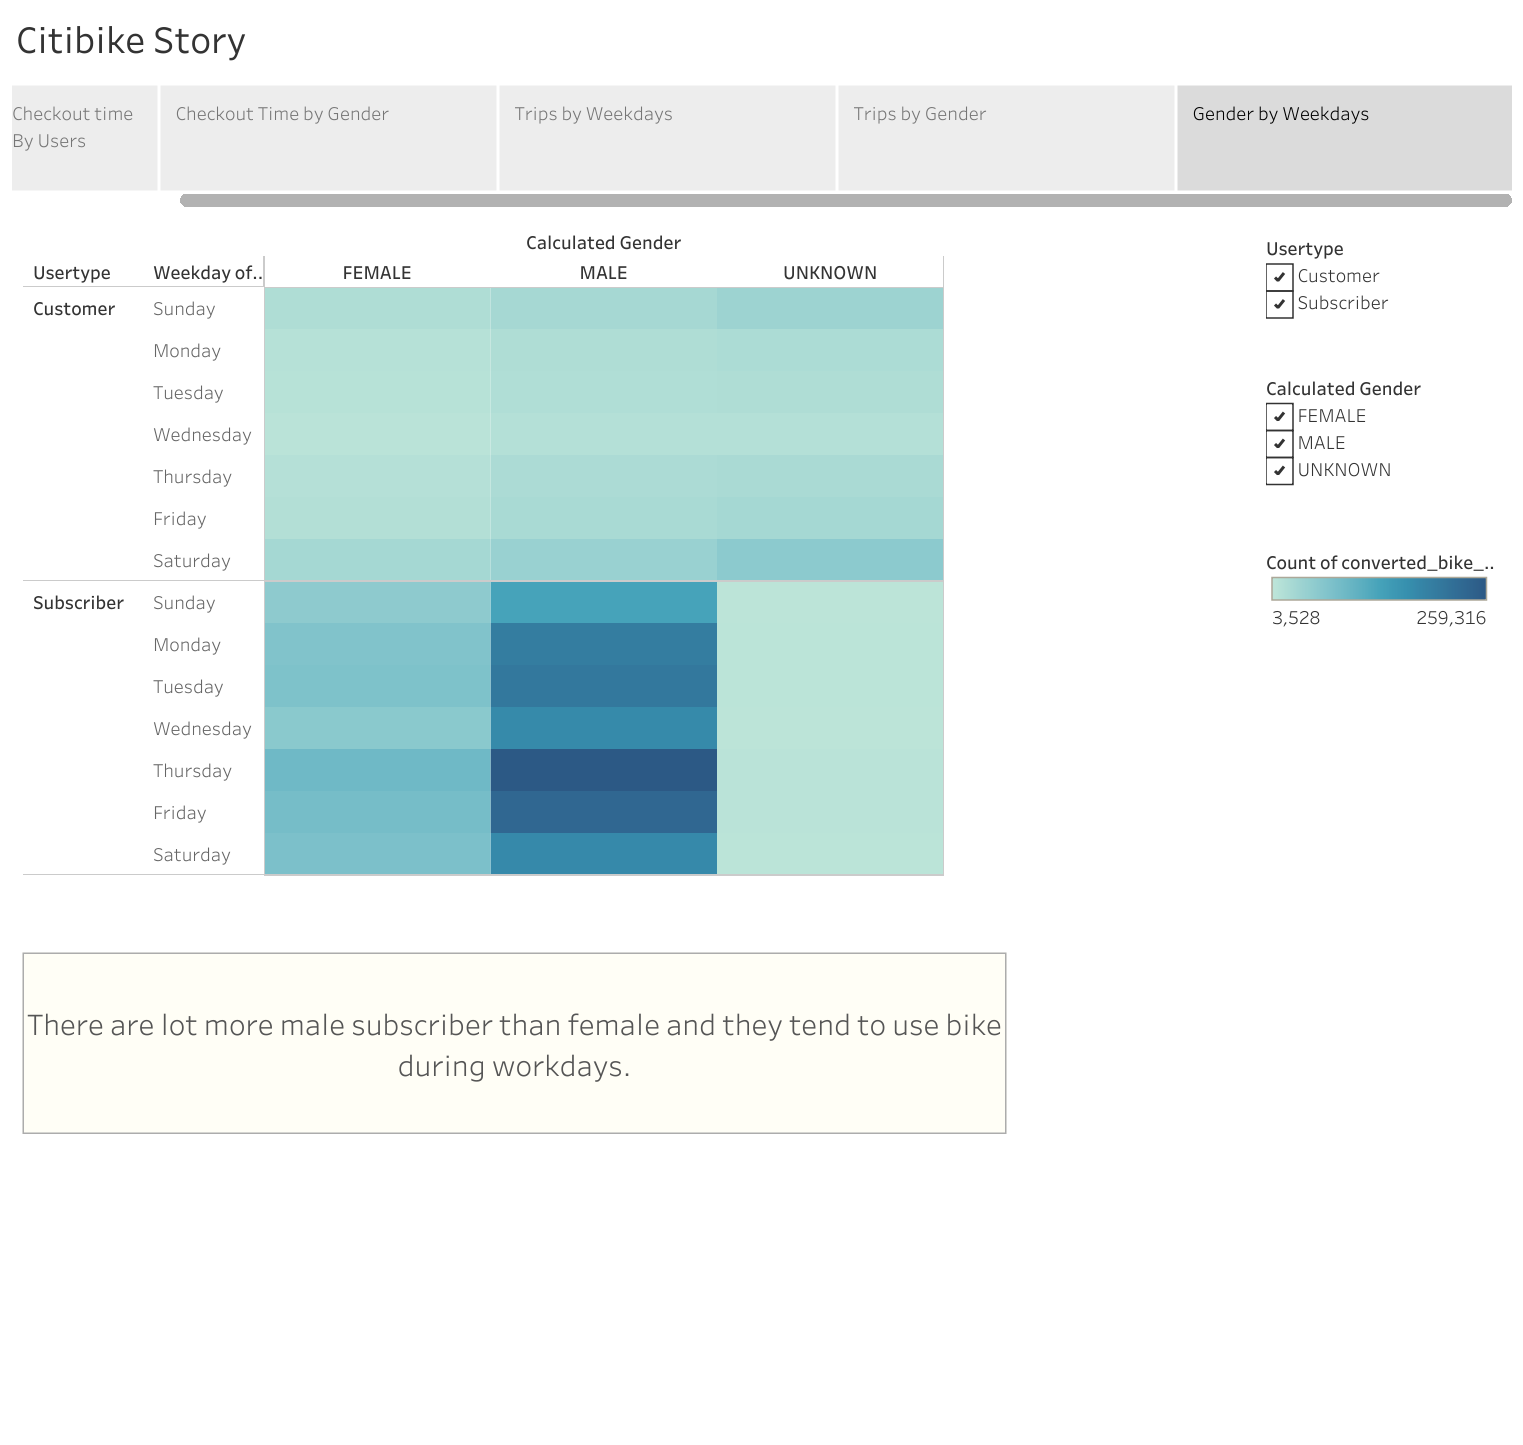 Citibike Story
Checkout time
By Users
Checkout Time by Gender
Trips by Weekdays
Trips by Gender
Gender by Weekdays
Calculated Gender
Usertype Weekday of.. FEMALE MALE UNKNOWN
Customer Sunday
Monday
Tuesday
Wednesday
Thursday
Friday
Saturday
Subscriber Sunday
Monday
Tuesday
Wednesday
Thursday
Friday
Saturday
Usertype
Customer
Subscriber
Calculated Gender
FEMALE
MALE
UNKNOWN
Count of converted_bike_..
3,528 259,316
There are lot more male subscriber than female and they tend to use bike
during workdays.